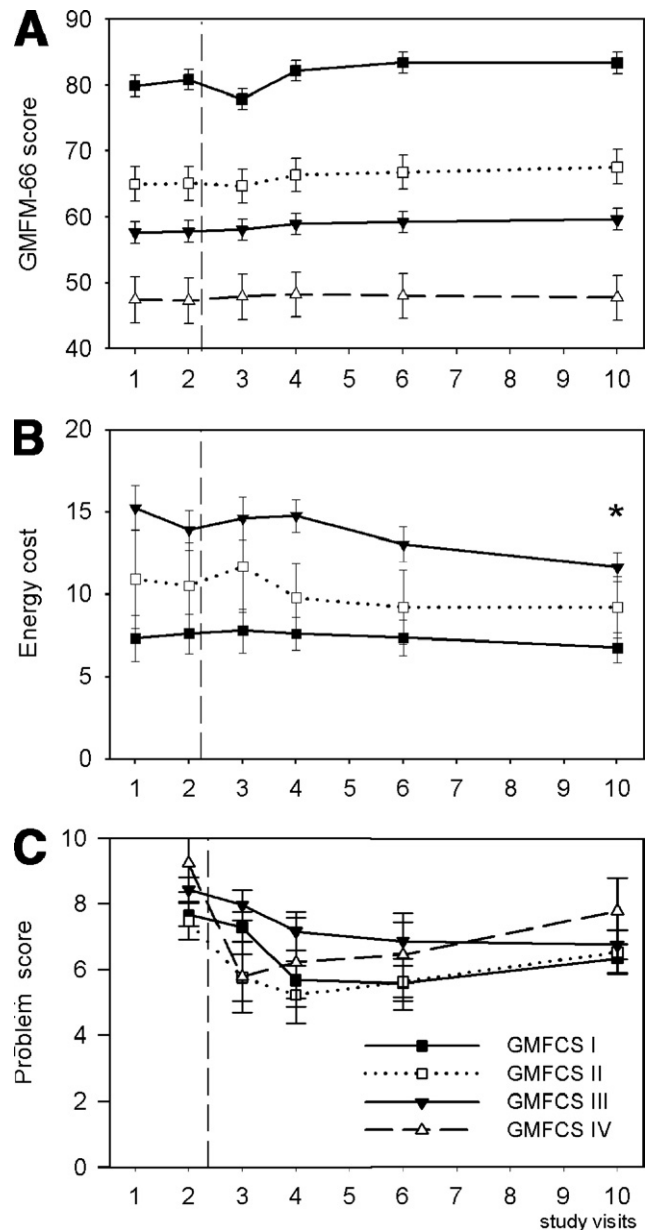 A
GMFM-66 score
90
80
70
60
50
40
1 2 3 4 5 6 7 8 9 10
B
Energy cost
20
15
10
5
0
*
1 2 3 4 5 6 7 8 9 10
C
Problem score
10
8
6
4
2
0
GMFCS I
GMFCS II
GMFCS III
GMFCS IV
1 2 3 4 5 6 7 8 9 10
study visits